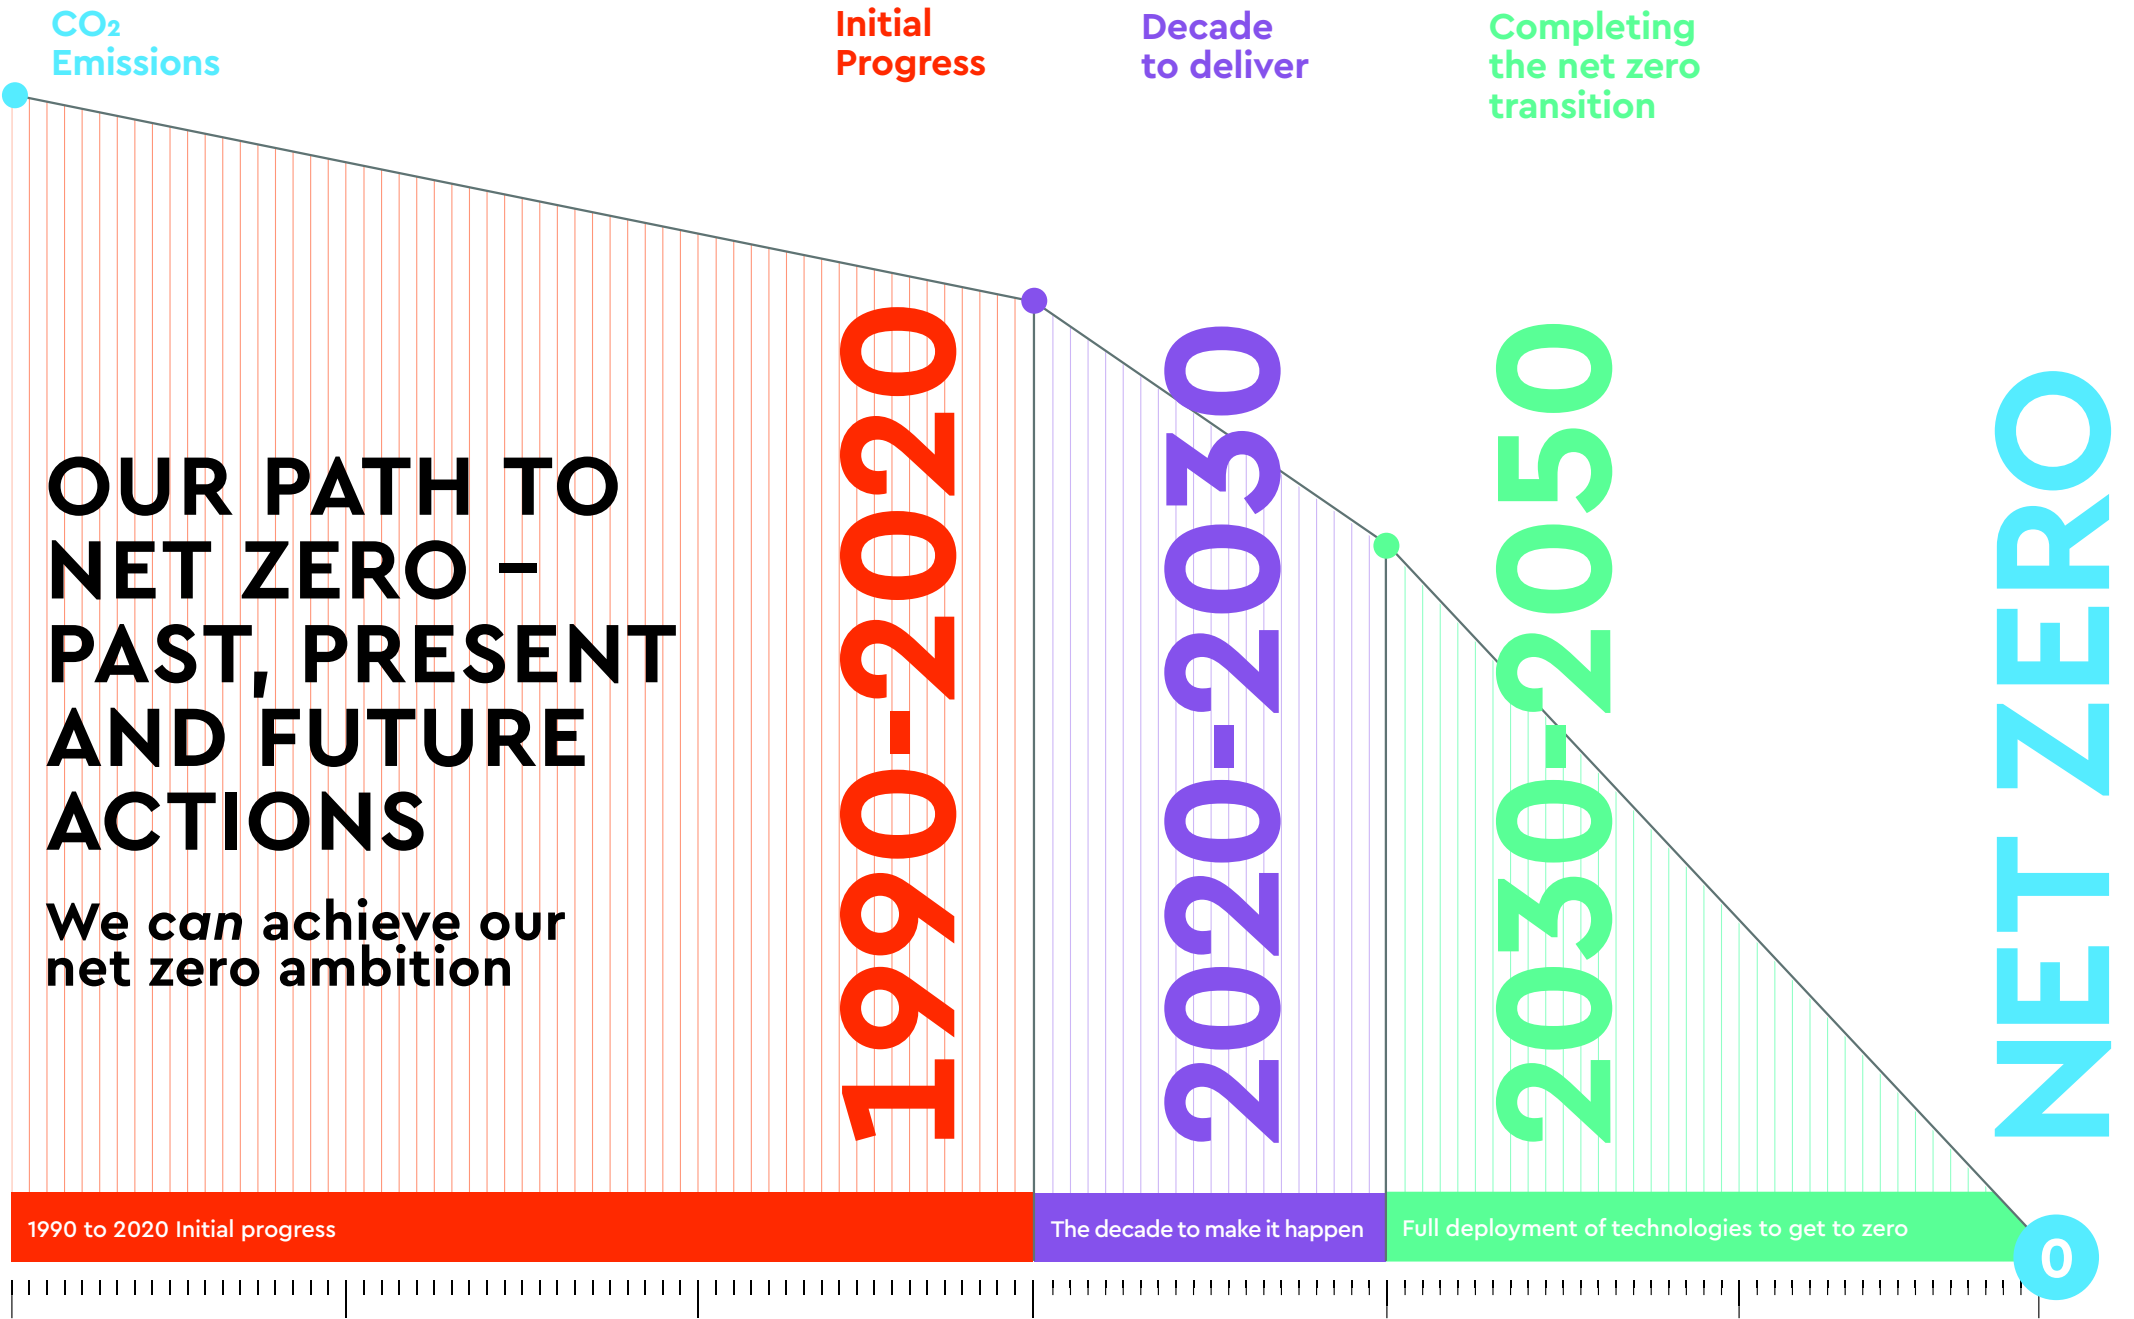 CO₂
Emissions
Initial
Progress
Decade
to deliver
Completing
the net zero
transition
OUR PATH TO
NET ZERO –
PAST, PRESENT
AND FUTURE
ACTIONS
We can achieve our
net zero ambition
1990-2020
2020-2030
2030-2050
NET ZERO
1990 to 2020 Initial progress
The decade to make it happen
Full deployment of technologies to get to zero
0